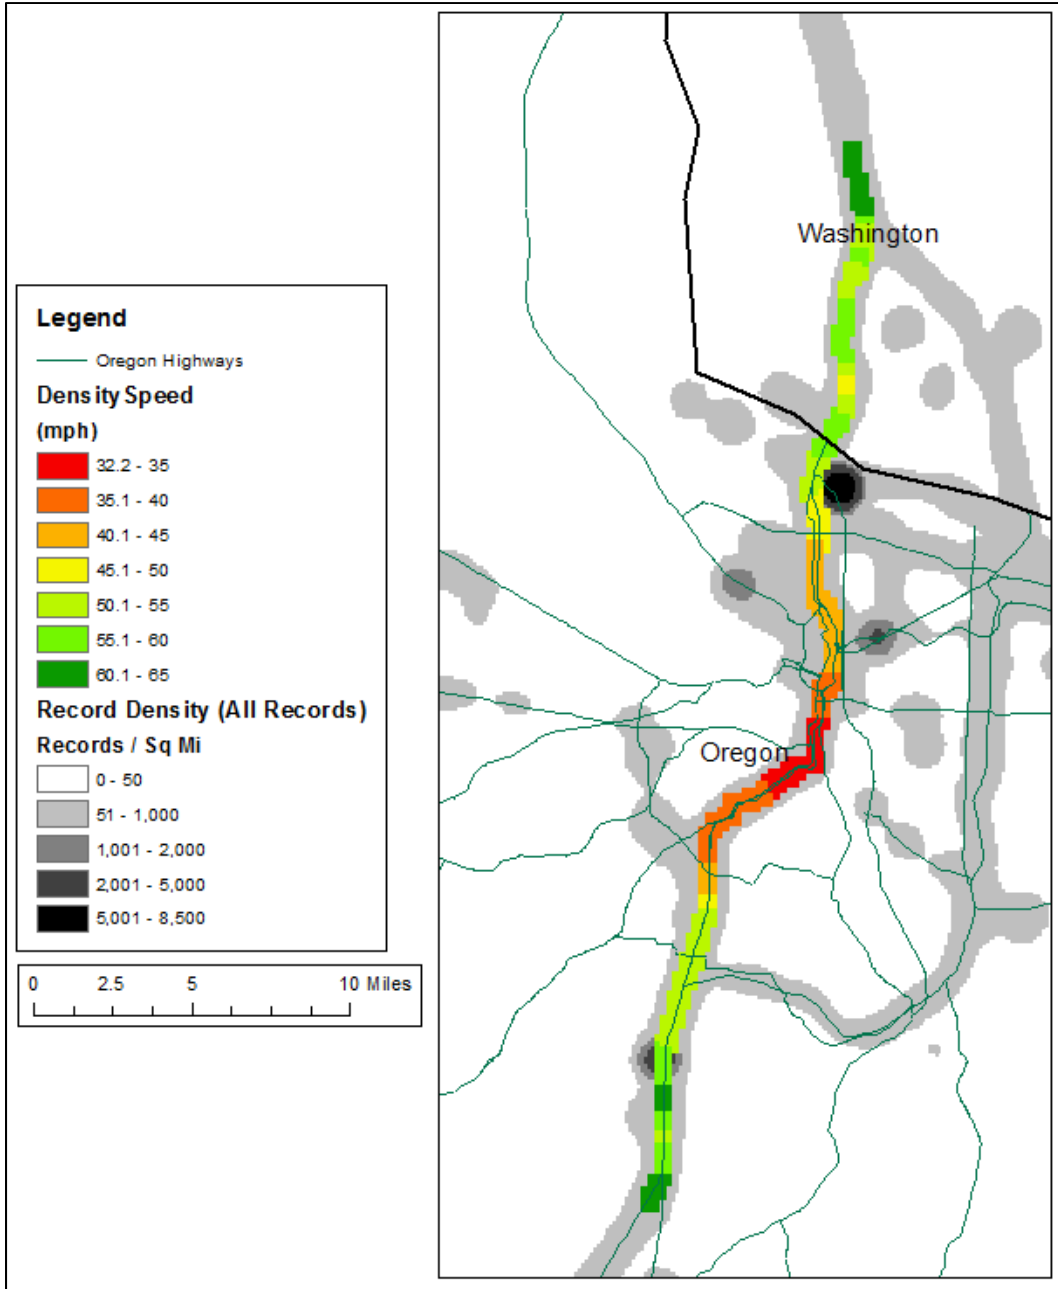 Washington
Oregon
Legend
Oregon Highways
Density Speed
(mph)
32.2 - 35
35.1 - 40
40.1 - 45
45.1 - 50
50.1 - 55
55.1 - 60
60.1 - 65
Record Density (All Records)
Records / Sq Mi
0 - 50
51 - 1,000
1,001 - 2,000
2,001 - 5,000
5,001 - 8,500
0 2.5 5 10 Miles